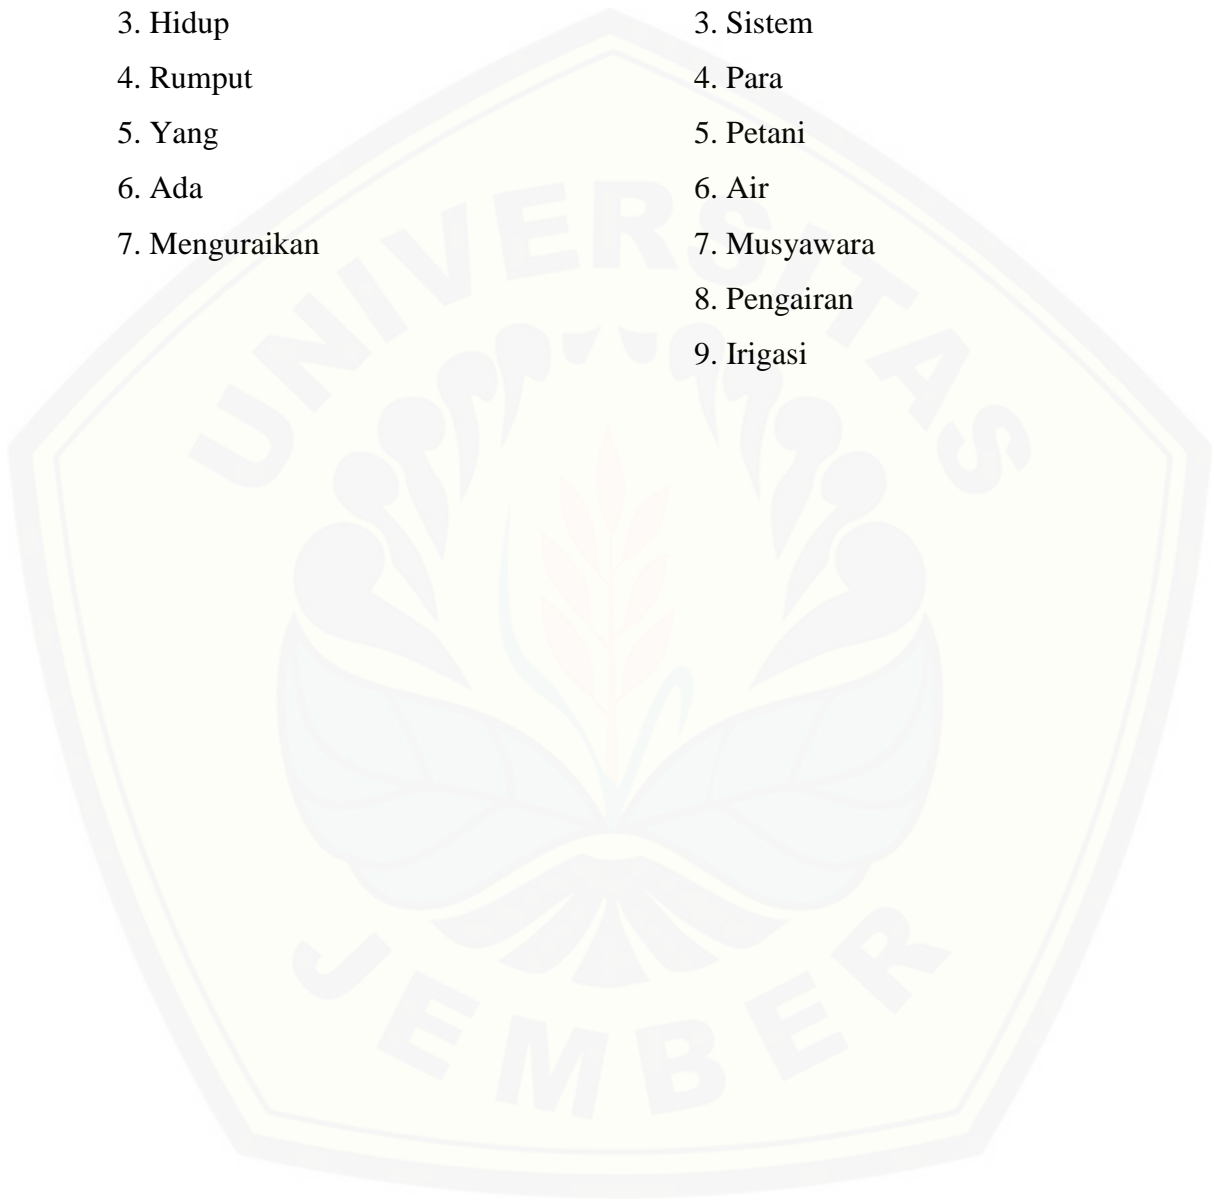 3. Hidup
4. Rumput
5. Yang
6. Ada
7. Menguraikan
3. Sistem
4. Para
5. Petani
6. Air
7. Musyawara
8. Pengairan
9. Irigasi
UNIVERSITAS
JEMBER